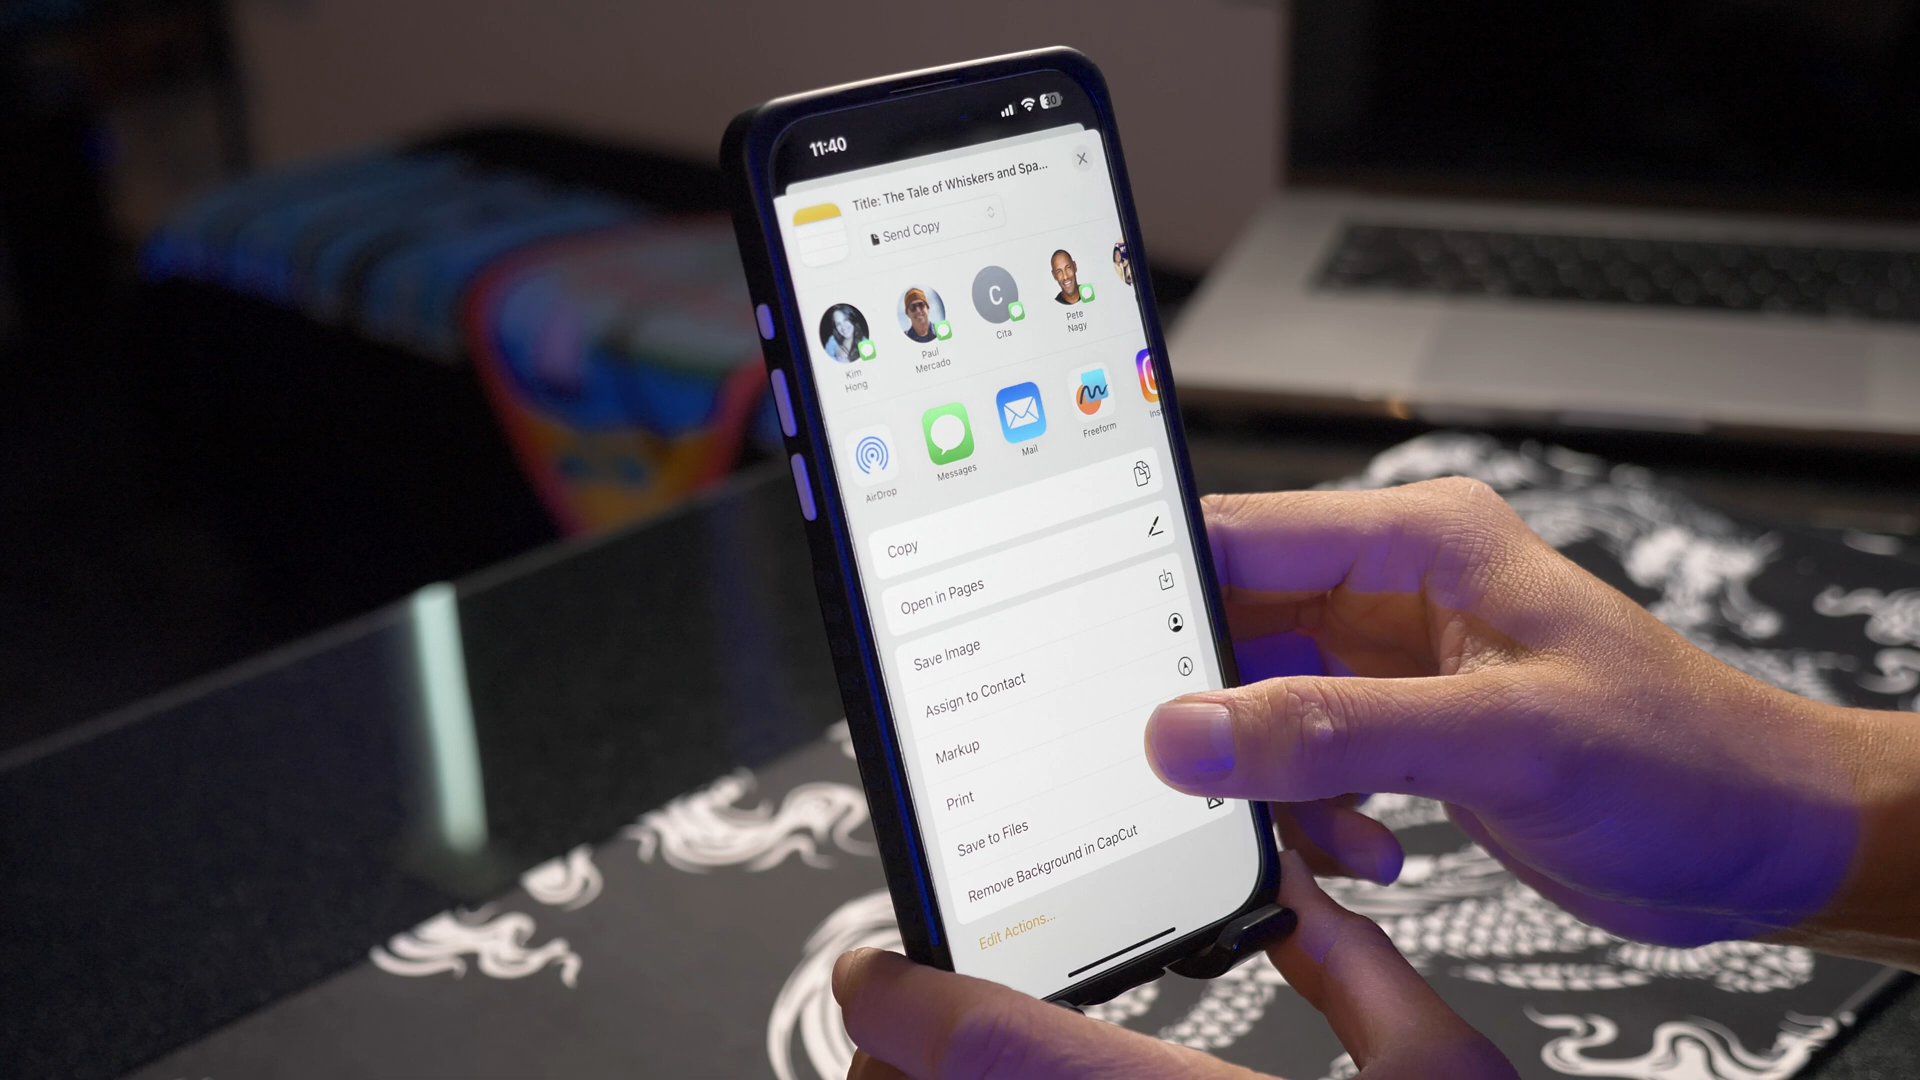 11:40
30
Title: The Tale of Whiskers and Spa...
Send Copy
C
Kim
Hong
Paul
Mercado
Cita
Pete
Nagy
AirDrop
Messages
Mail
Freeform
Ins
Copy
Open in Pages
Save Image
Assign to Contact
Markup
Print
Save to Files
Remove Background in CapCut
Edit Actions...